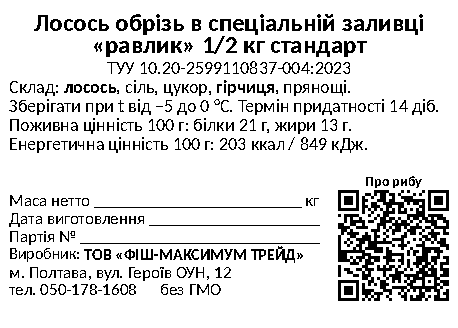 Лосось обрізь в спеціальній заливці
«равлик» 1/2 кг стандарт
ТУУ 10.20-2599110837-004:2023
Склад: лосось, сіль, цукор, гірчиця, прянощі.
Зберігати при t від −5 до 0 °C. Термін придатності 14 діб.
Поживна цінність 100 г: білки 21 г, жири 13 г.
Енергетична цінність 100 г: 203 ккал / 849 кДж.
Про рибу
Маса нетто ____________________ кг
Дата виготовлення ____________________
Партія № ____________________
Виробник: ТОВ «ФІШ-МАКСИМУМ ТРЕЙД»
м. Полтава, вул. Героїв ОУН, 12
тел. 050-178-1608 без ГМО